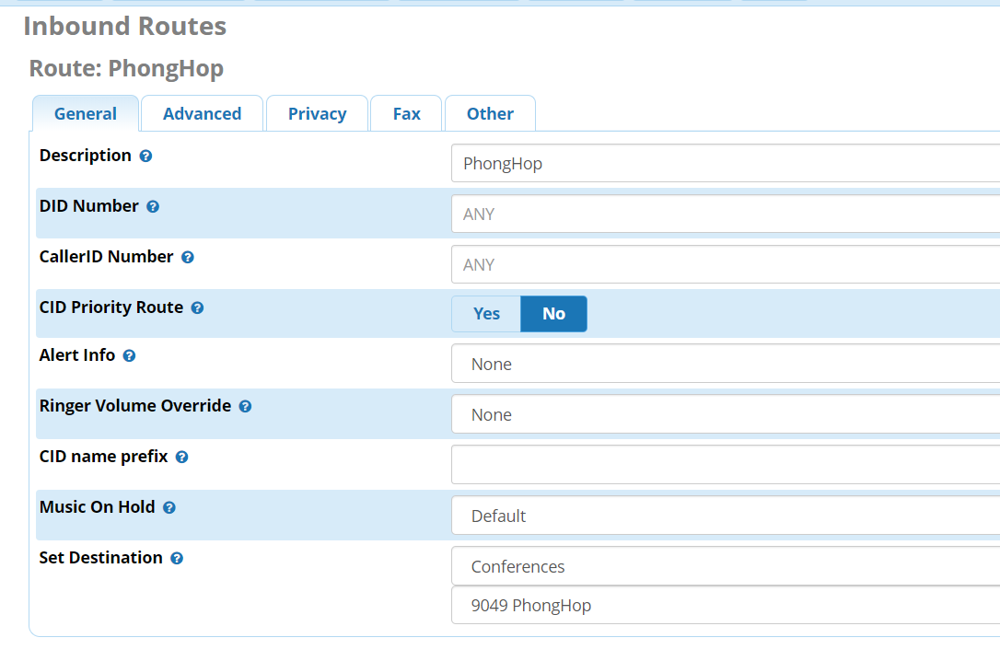 Inbound Routes
Route: PhongHop
General Advanced Privacy Fax Other
Description PhongHop
DID Number ANY
CallerID Number ANY
CID Priority Route Yes No
Alert Info None
Ringer Volume Override None
CID name prefix
Music On Hold Default
Set Destination Conferences
9049 PhongHop